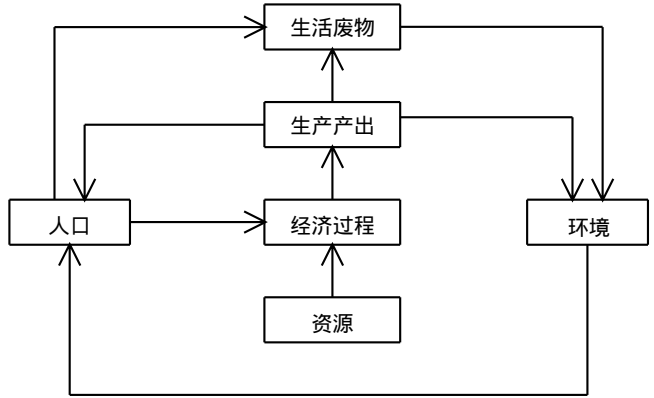 生活废物
生产产出
人口
经济过程
环境
资源